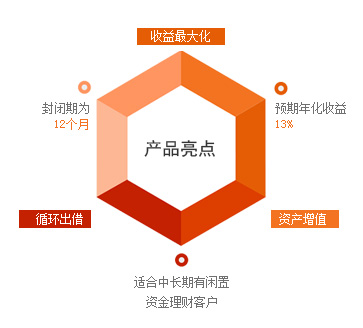 收益最大化
封闭期为
12个月
预期年化收益
13%
产品亮点
循环出借
资产增值
适合中长期有闲置
资金理财客户